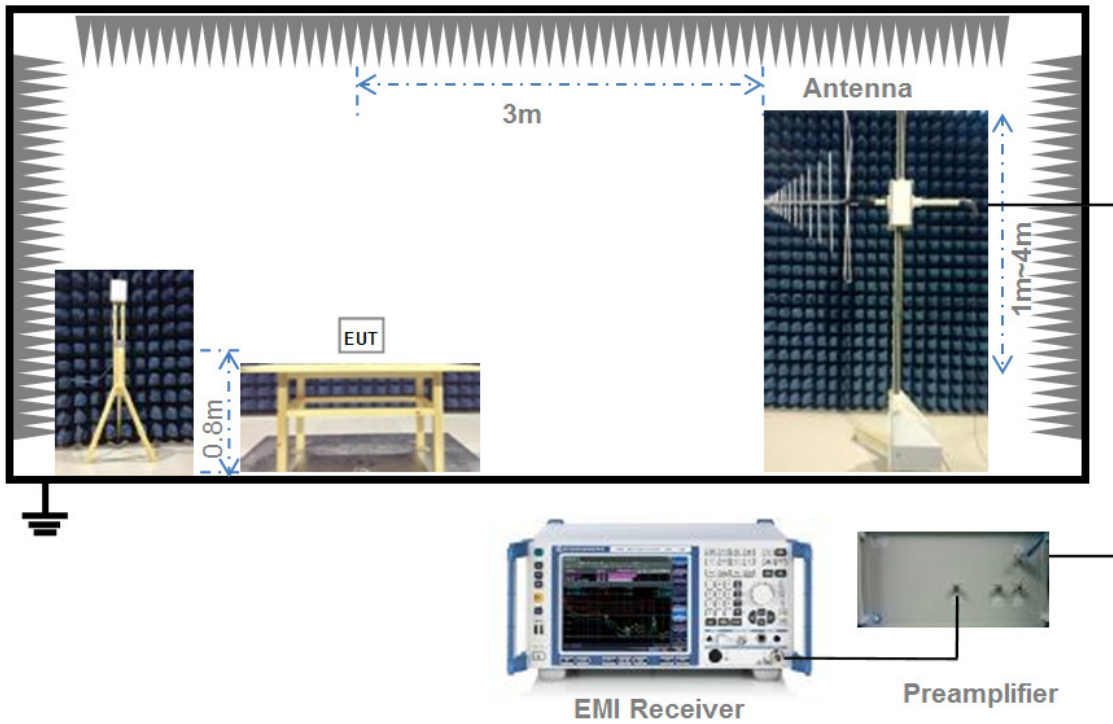 Antenna
3m
1m~4m
EUT
0.8m
EMI Receiver
Preamplifier